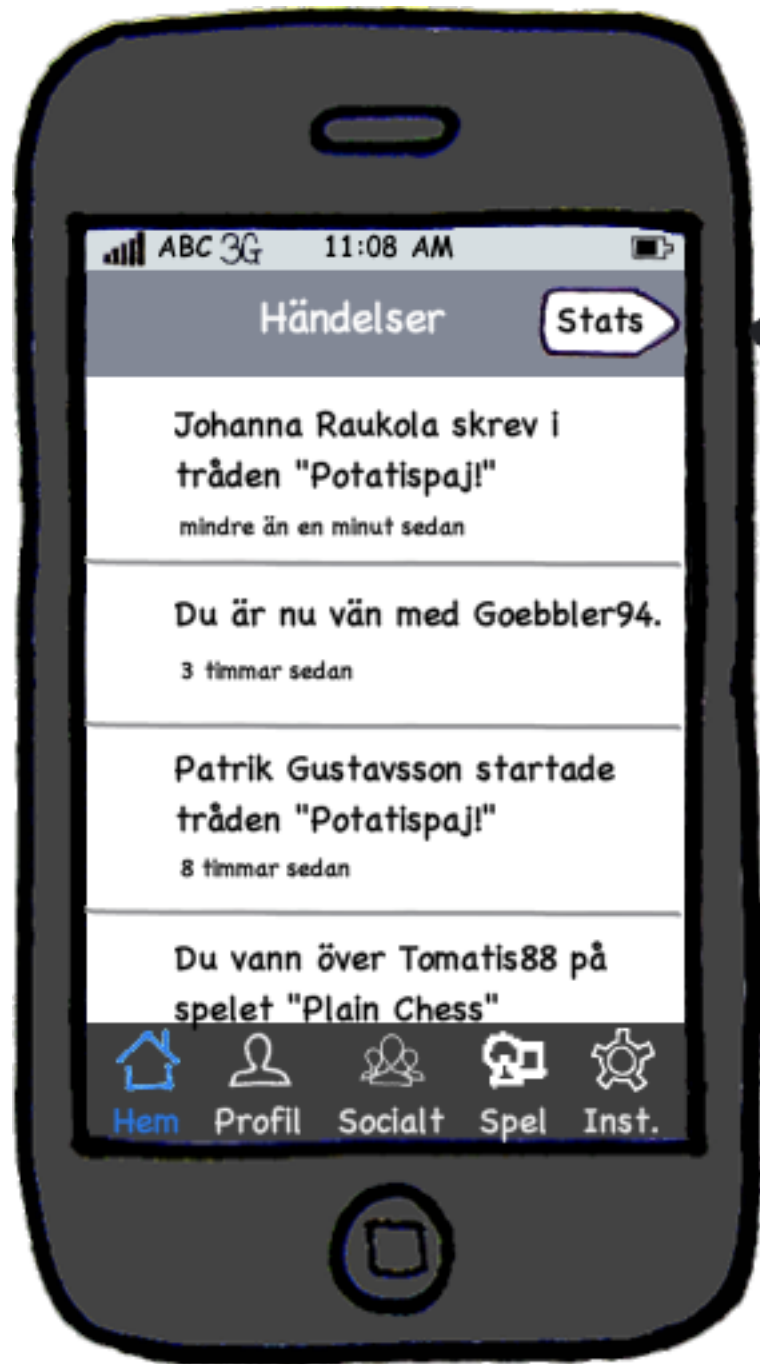 ABC 3G 11:08 AM
Händelser Stats
Johanna Raukola skrev i
tråden "Potatispaj!"
mindre än en minut sedan
Du är nu vän med Goebbler94.
3 timmar sedan
Patrik Gustavsson startade
tråden "Potatispaj!"
8 timmar sedan
Du vann över Tomatis88 på
spelet "Plain Chess"
Hem Profil Socialt Spel Inst.